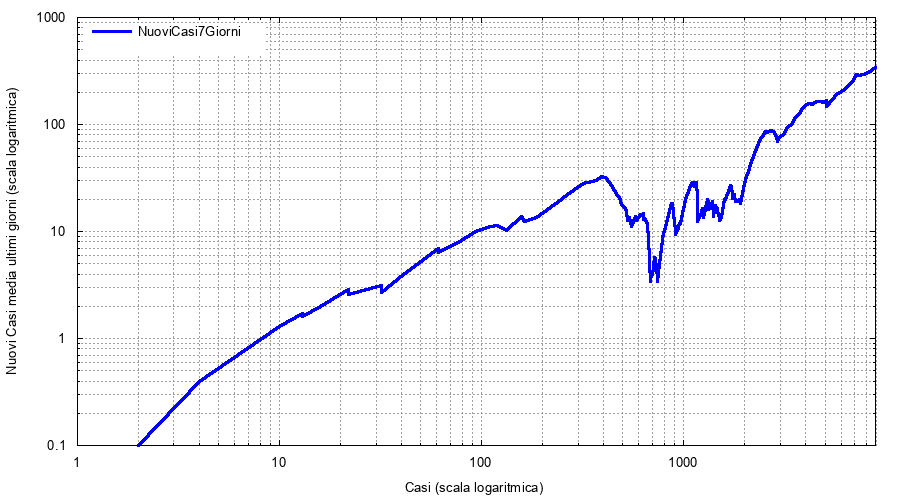 1000
NuoviCasi7Giorni
100
10
1
0.1
1 10 100 1000
Nuovi Casi media ultimi giorni (scala logaritmica)
Casi (scala logaritmica)